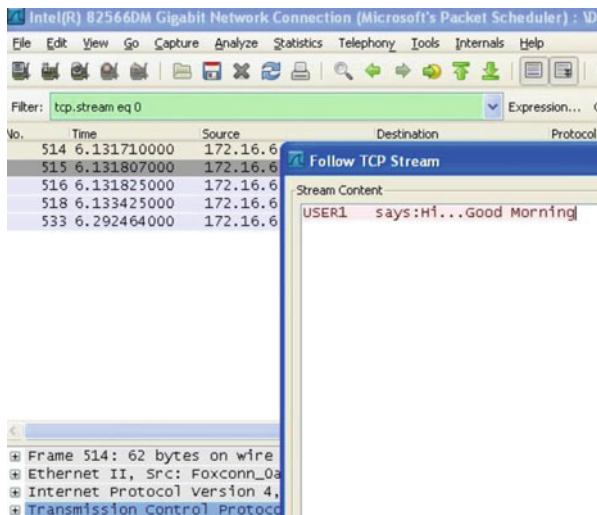 Intel(R) 82566DM Gigabit Network Connection (Microsoft's Packet Scheduler) : \D
File Edit View Go Capture Analyze Statistics Telephony Tools Internals Help
Filter: tcp.stream eq 0 Expression...
No. Time Source Destination Protocol
514 6.131710000 172.16.6
515 6.131807000 172.16.6
516 6.131825000 172.16.6
518 6.133425000 172.16.6
533 6.292464000 172.16.6
Follow TCP Stream
Stream Content
USER1 says:Hi...Good Morning
Frame 514: 62 bytes on wire
Ethernet II, Src: Foxconn_0a
Internet Protocol Version 4,
Transmission Control Protoco